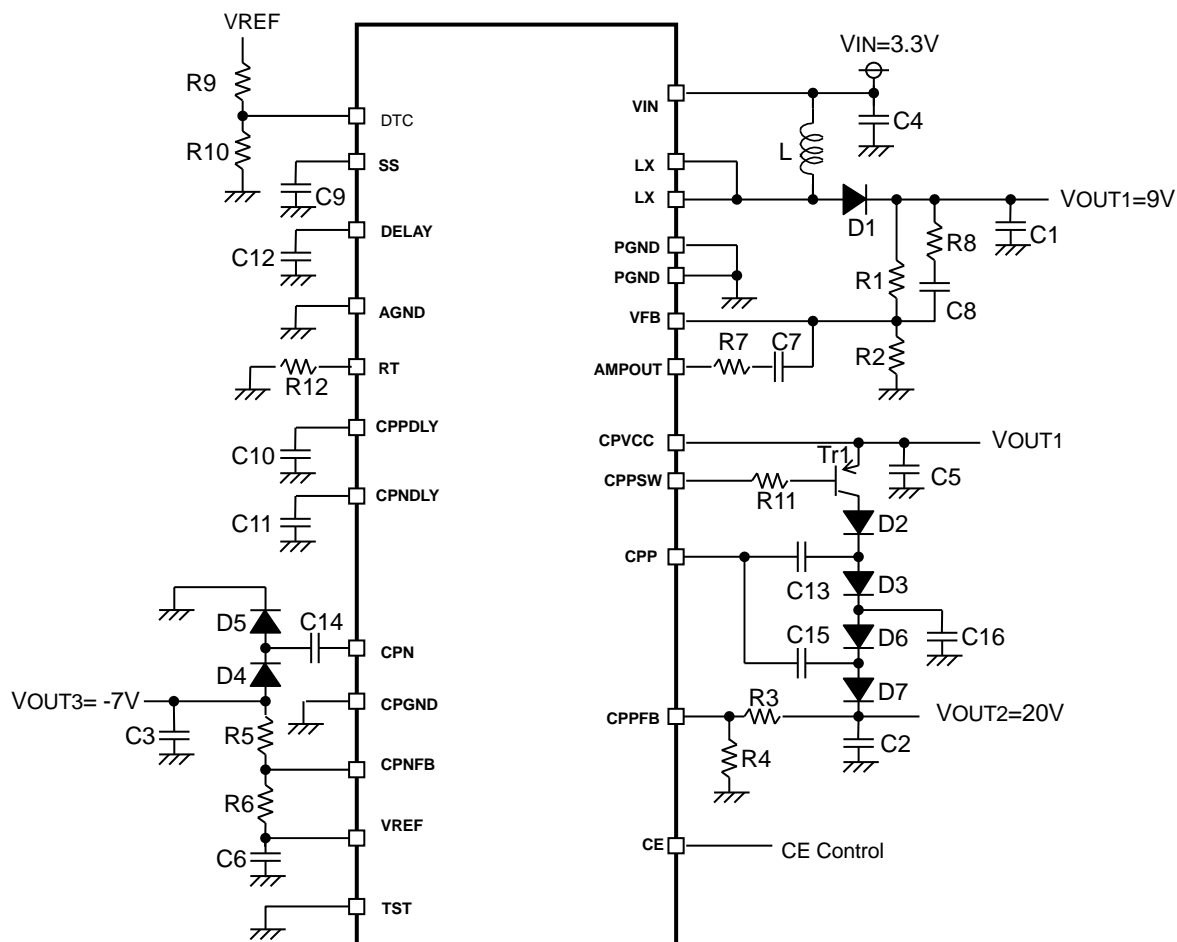 VREF
R9
R10
DTC
SS
C9
DELAY
C12
AGND
RT
R12
CPPDLY
C10
CPNDLY
C11
D5
C14
CPN
D4
VOUT3= -7V
CPGND
C3
R5
CPNFB
R6
VREF
C6
TST
VIN=3.3V
VIN
C4
L
LX
LX
D1
VOUT1=9V
C1
R8
PGND
PGND
R1
C8
VFB
R7
C7
R2
AMPOUT
CPVCC
VOUT1
Tr1
C5
CPPSW
R11
D2
CPP
C13
D3
C15
D6
C16
D7
R3
CPPFB
VOUT2=20V
R4
C2
CE
CE Control